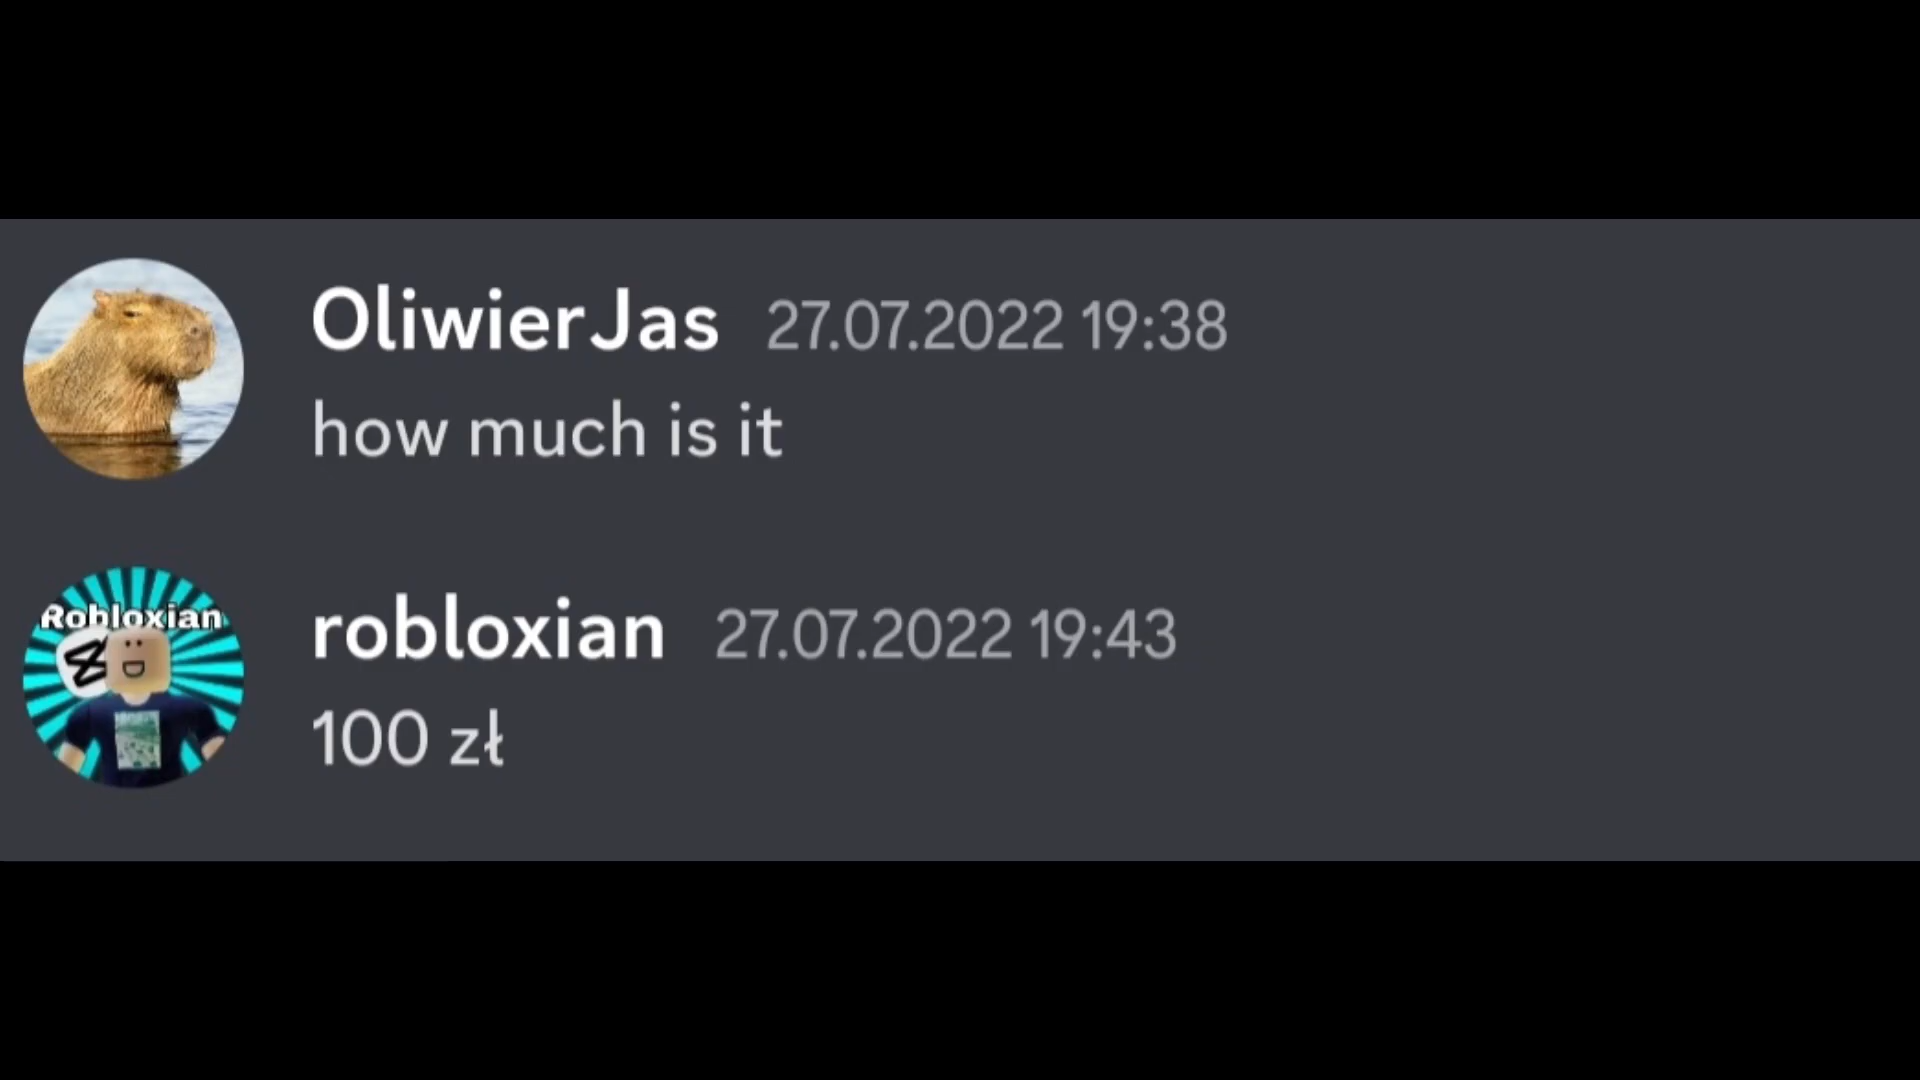 OliwierJas 27.07.2022 19:38
how much is it
Robloxian
robloxian 27.07.2022 19:43
100 zł